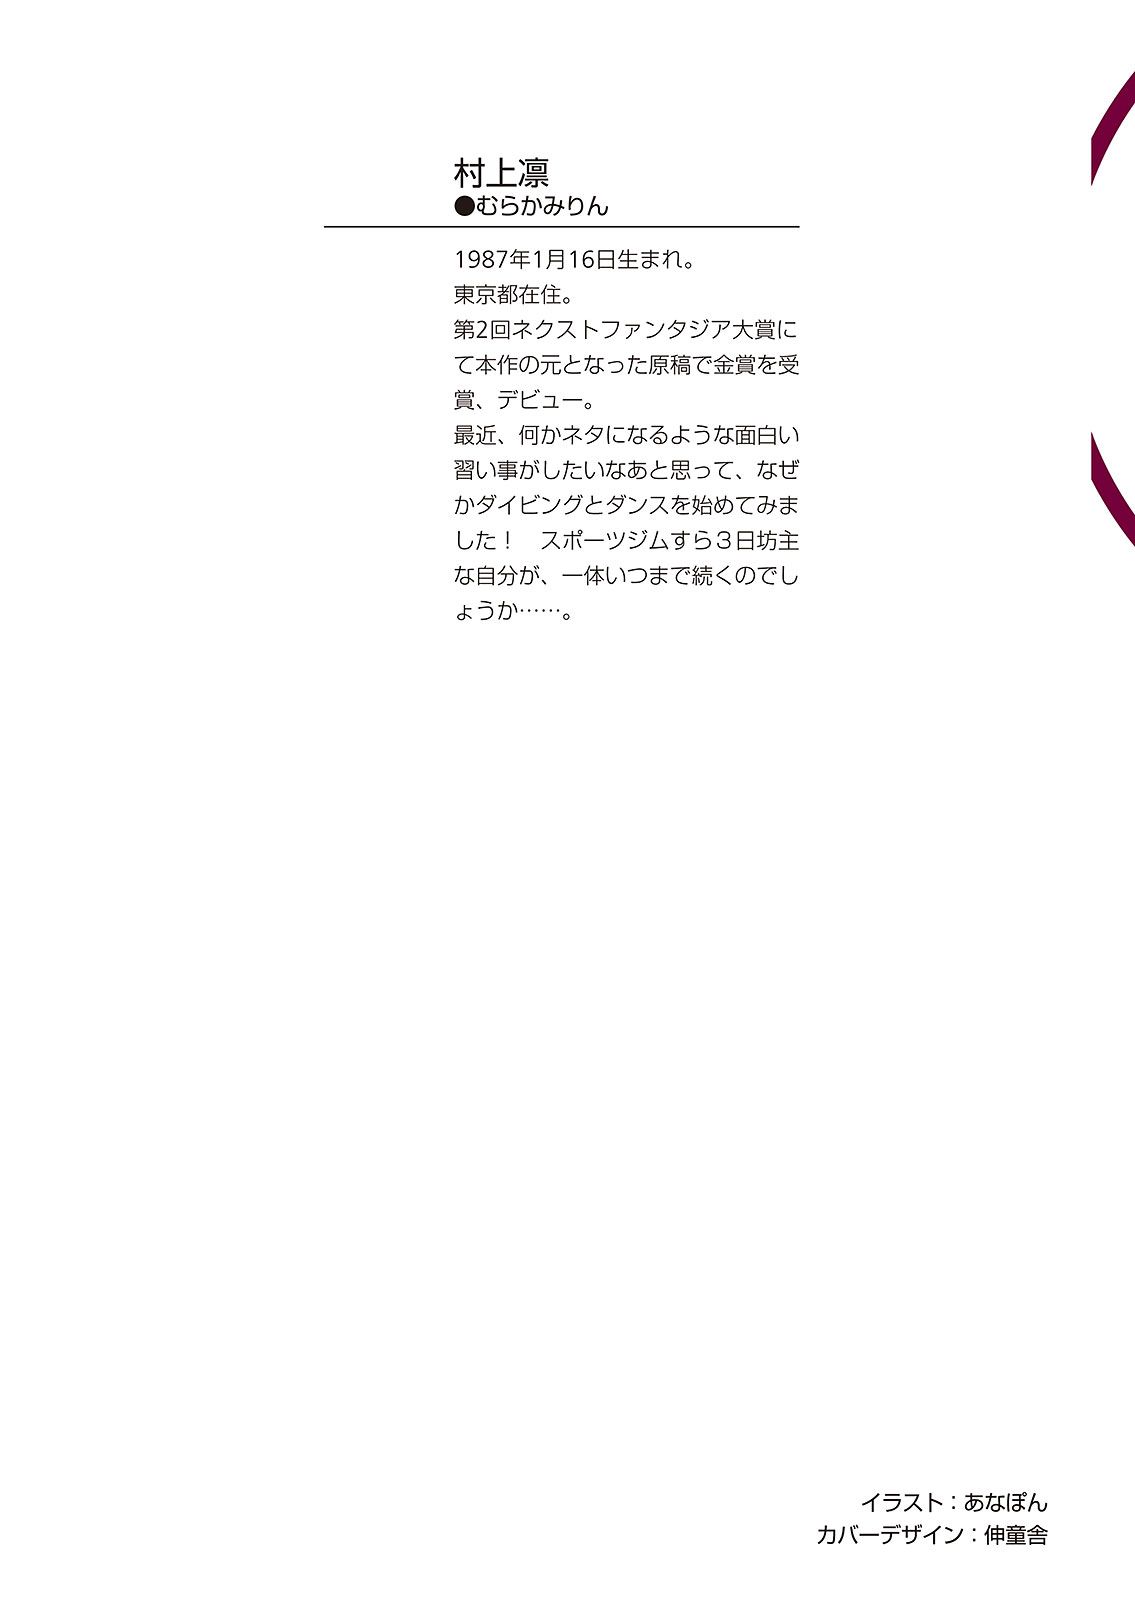 村上凛
●むらかみりん
1987年1月16日生まれ。
東京都在住。
第2回ネクストファンタジア大賞に
て本作の元となった原稿で金賞を受
賞、デビュー。
最近、何かネタになるような面白い
習い事がしたいなあと思って、なぜ
かダイビングとダンスを始めてみま
した！　スポーツジムすら３日坊主
な自分が、一体いつまで続くのでし
ょうか……。
イラスト：あなぽん
カバーデザイン：伸童舎